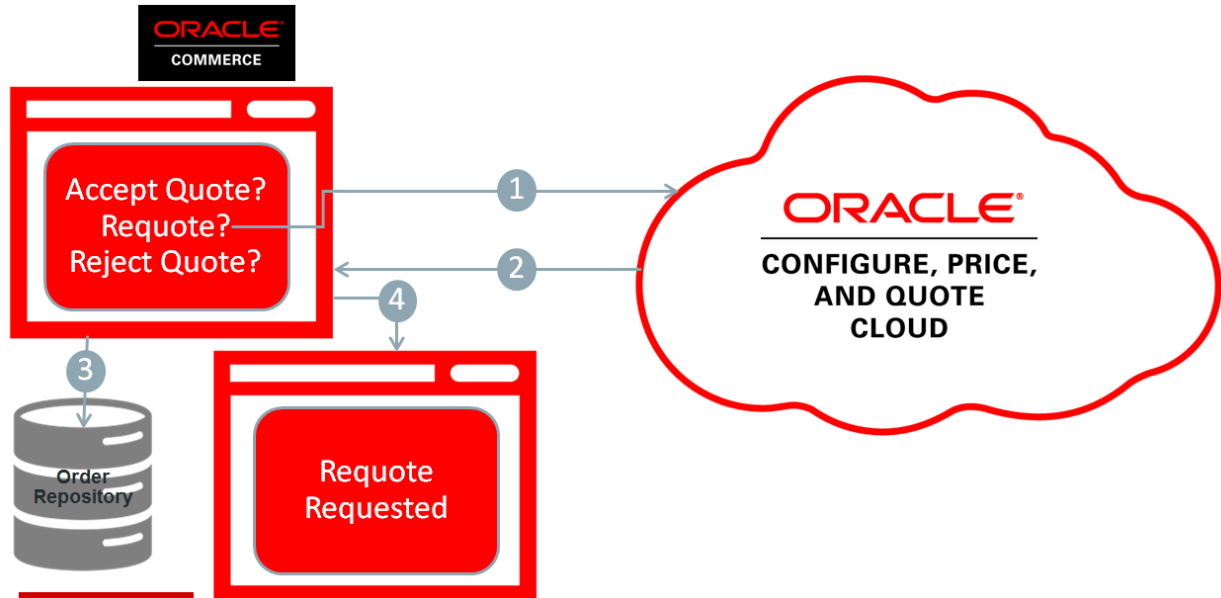 ORACLE®
COMMERCE
Accept Quote?
Requote?
Reject Quote?
1
2
4
3
ORACLE®
CONFIGURE, PRICE,
AND QUOTE
CLOUD
Order
Repository
Requote
Requested